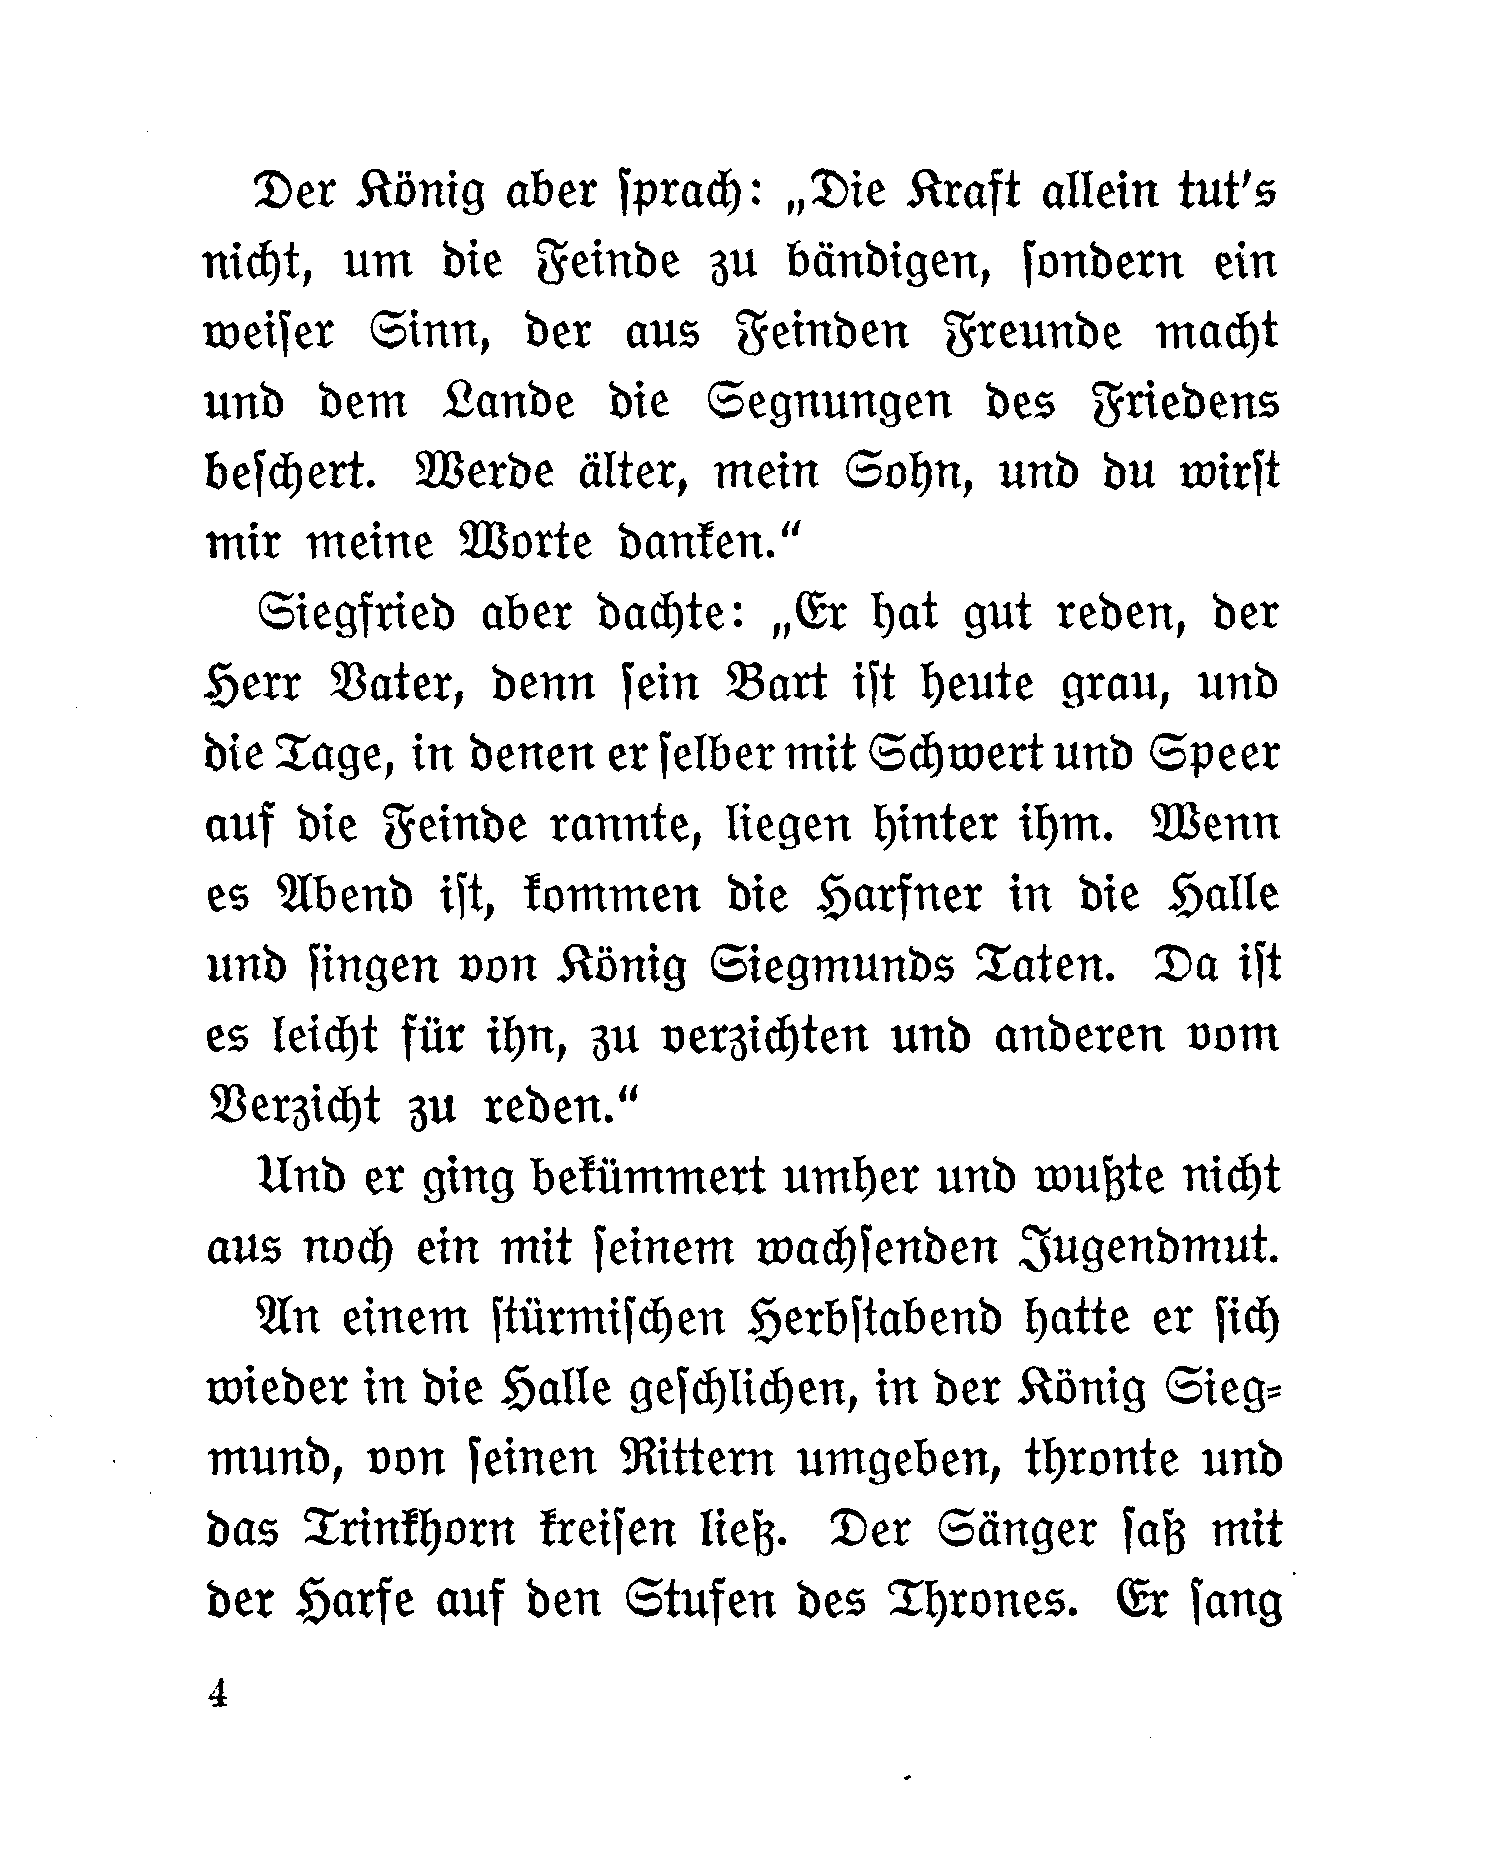 Der König aber ſprach: „Die Kraft allein tut's
nicht, um die Feinde zu bändigen, ſondern ein
weiſer Sinn, der aus Feinden Freunde macht
und dem Lande die Segnungen des Friedens
beſchert. Werde älter, mein Sohn, und du wirſt
mir meine Worte danken.“
Siegfried aber dachte: „Er hat gut reden, der
Herr Vater, denn ſein Bart iſt heute grau, und
die Tage, in denen er ſelber mit Schwert und Speer
auf die Feinde rannte, liegen hinter ihm. Wenn
es Abend iſt, kommen die Harfner in die Halle
und ſingen von König Siegmunds Taten. Da iſt
es leicht für ihn, zu verzichten und anderen vom
Verzicht zu reden.“
Und er ging bekümmert umher und wußte nicht
aus noch ein mit ſeinem wachſenden Jugendmut.
An einem ſtürmiſchen Herbſtabend hatte er ſich
wieder in die Halle geſchlichen, in der König Sieg⸗
mund, von ſeinen Rittern umgeben, thronte und
das Trinkhorn kreiſen ließ. Der Sänger ſaß mit
der Harfe auf den Stufen des Thrones. Er ſang
4